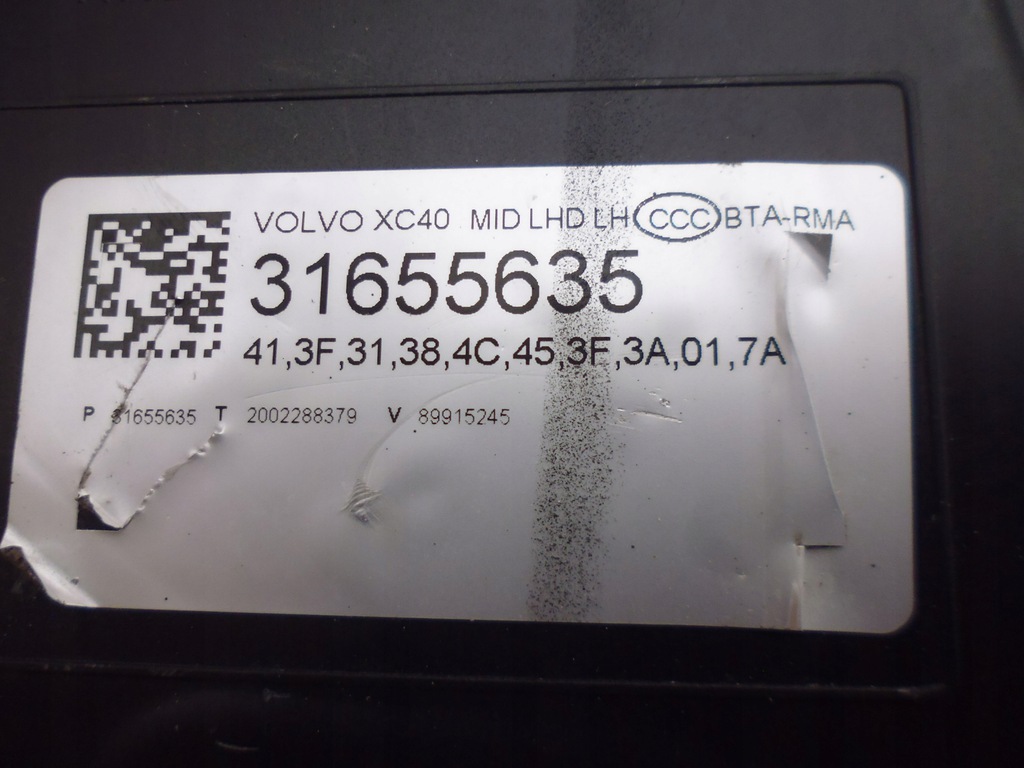 VOLVO XC40 MID LHD LH CCC BTA-RMA
31655635
41,3F,31,38,4C,45,3F,3A,01,7A
P 31655635 T 2002288379 V 89915245